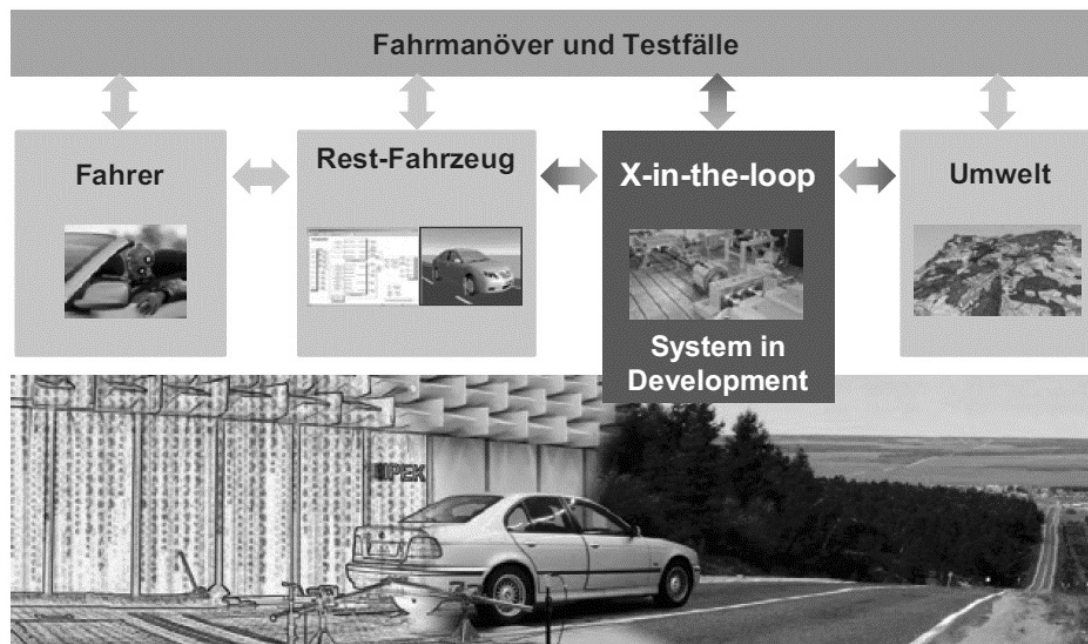 Fahrmanöver und Testfälle
Fahrer
Rest-Fahrzeug
X-in-the-loop
Umwelt
System in
Development
IPEK